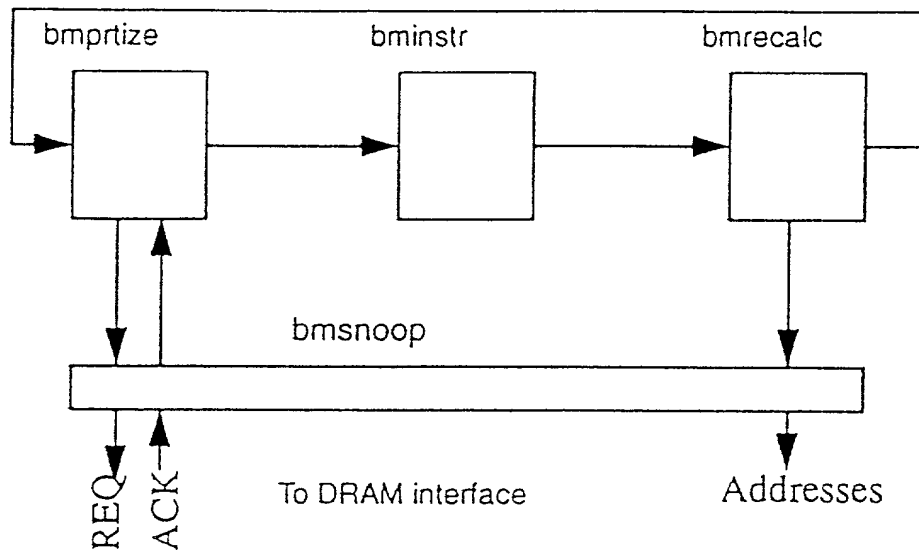 bmprtize
bminstr
bmrecalc
bmsnoop
REQ
ACK
To DRAM interface
Addresses